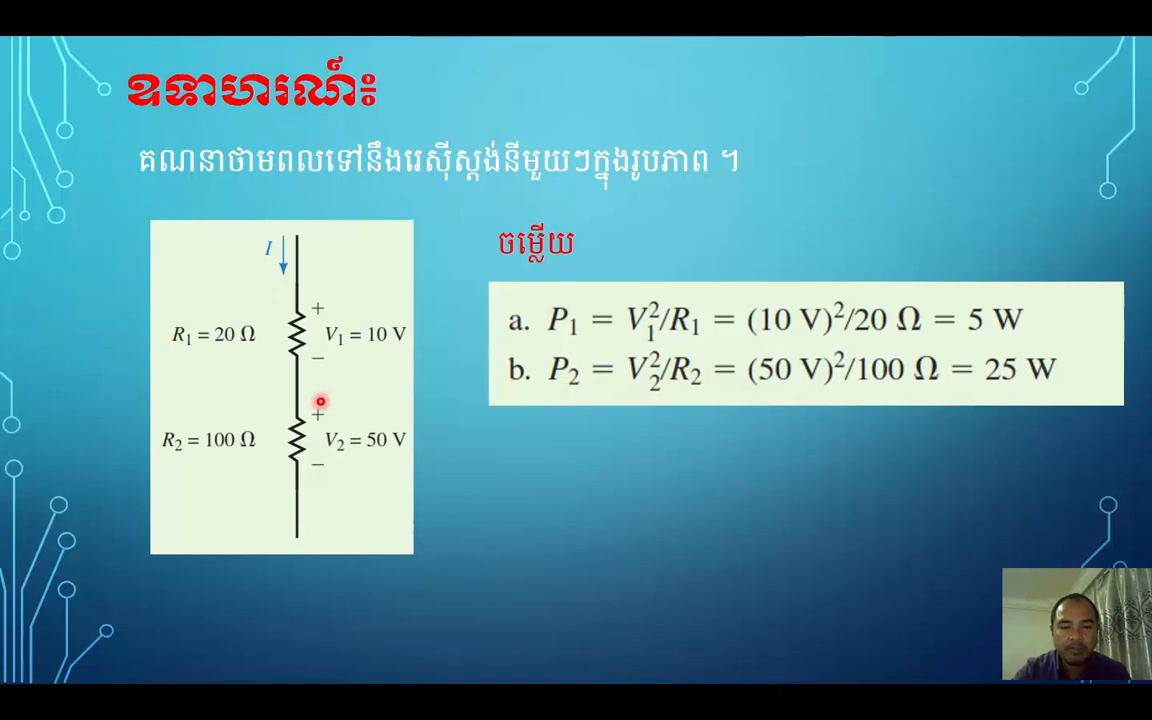 ឧទាហរណ៍៖
គណនាថាមពលទៅនឹងរេស៊ីស្តង់នីមួយៗក្នុងរូបភាព ។
I
+
R₁ = 20 Ω
V₁ = 10 V
−
+
R₂ = 100 Ω
V₂ = 50 V
−
ចម្លើយ
a. P₁ = V₁²/R₁ = (10 V)²/20 Ω = 5 W
b. P₂ = V₂²/R₂ = (50 V)²/100 Ω = 25 W